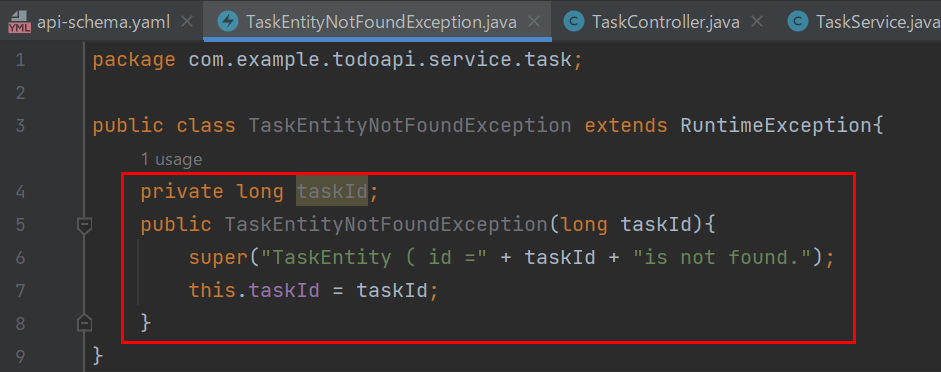 api-schema.yaml TaskEntityNotFoundException.java TaskController.java TaskService.java
1 package com.example.todoapi.service.task;
2
3 public class TaskEntityNotFoundException extends RuntimeException{
1 usage
4 private long taskId;
5 public TaskEntityNotFoundException(long taskId){
6 super("TaskEntity ( id =" + taskId + "is not found.");
7 this.taskId = taskId;
8 }
9 }